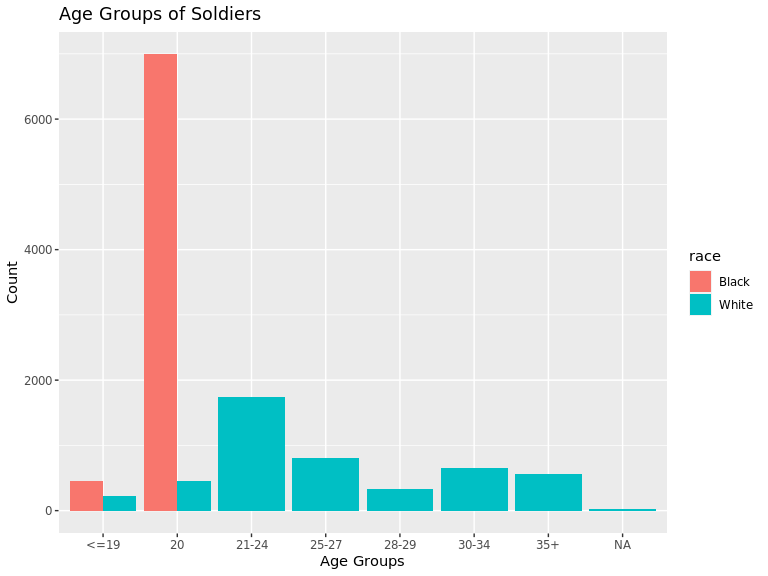 Age Groups of Soldiers
6000
4000
2000
0
Count
<=19 20 21-24 25-27 28-29 30-34 35+ NA
Age Groups
race
Black
White